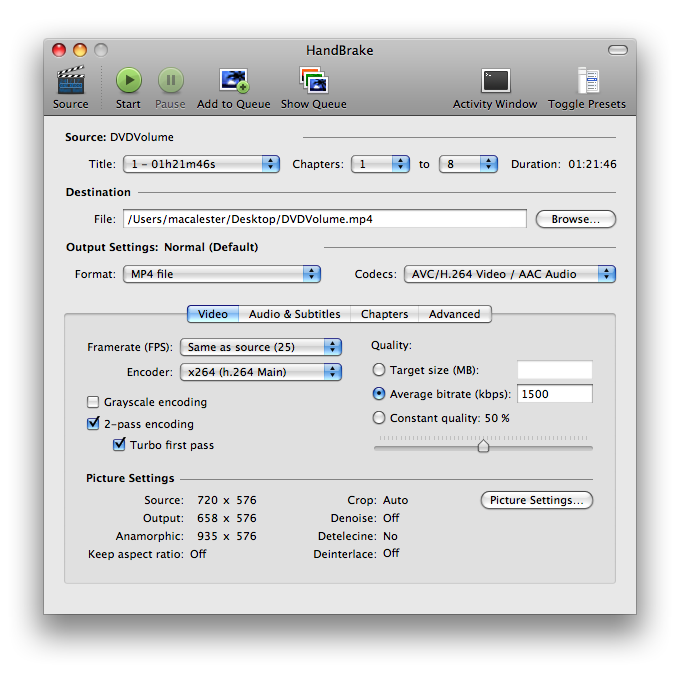 HandBrake
Source Start Pause Add to Queue Show Queue Activity Window Toggle Presets
Source: DVDVolume
Title: 1 - 01h21m46s Chapters: 1 to 8 Duration: 01:21:46
Destination
File: /Users/macalester/Desktop/DVDVolume.mp4 Browse...
Output Settings: Normal (Default)
Format: MP4 file Codecs: AVC/H.264 Video / AAC Audio
Video Audio & Subtitles Chapters Advanced
Framerate (FPS): Same as source (25) Quality:
Encoder: x264 (h.264 Main) Target size (MB):
Average bitrate (kbps): 1500
Grayscale encoding
2-pass encoding Constant quality: 50 %
Turbo first pass
Picture Settings
Source: 720 x 576 Crop: Auto Picture Settings...
Output: 658 x 576 Denoise: Off
Anamorphic: 935 x 576 Detelecine: No
Keep aspect ratio: Off Deinterlace: Off